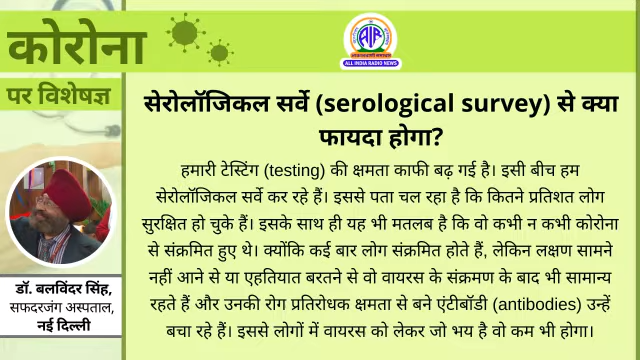 कोरोना
पर विशेषज्ञ
AIR
ALL INDIA RADIO NEWS
सेरोलॉजिकल सर्वे (serological survey) से क्या
फायदा होगा?
हमारी टेस्टिंग (testing) की क्षमता काफी बढ़ गई है। इसी बीच हम
सेरोलॉजिकल सर्वे कर रहे हैं। इससे पता चल रहा है कि कितने प्रतिशत लोग
सुरक्षित हो चुके हैं। इसके साथ ही यह भी मतलब है कि वो कभी न कभी कोरोना
से संक्रमित हुए थे। क्योंकि कई बार लोग संक्रमित होते हैं, लेकिन लक्षण सामने
नहीं आने से या एहतियात बरतने से वो वायरस के संक्रमण के बाद भी सामान्य
रहते हैं और उनकी रोग प्रतिरोधक क्षमता से बने एंटीबॉडी (antibodies) उन्हें
बचा रहे हैं। इससे लोगों में वायरस को लेकर जो भय है वो कम भी होगा।
डॉ. बलविंदर सिंह,
सफदरजंग अस्पताल,
नई दिल्ली